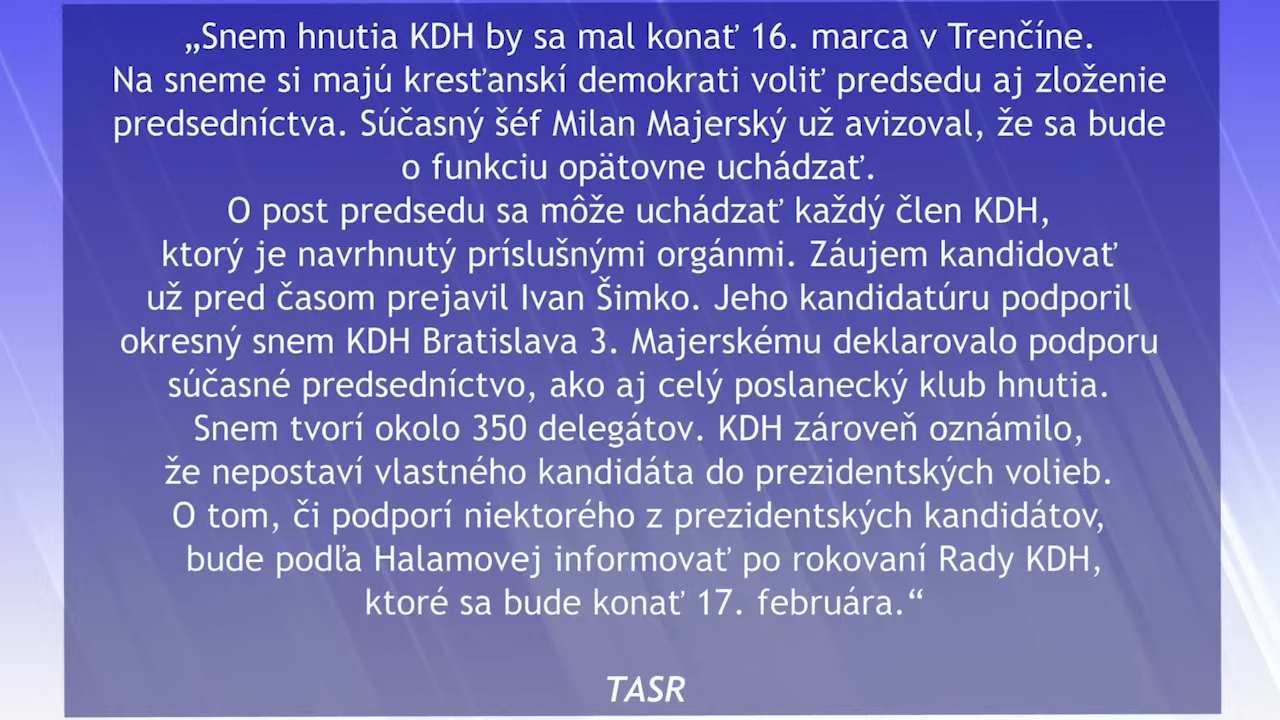 „Snem hnutia KDH by sa mal konať 16. marca v Trenčíne.
Na sneme si majú kresťanskí demokrati voliť predsedu aj zloženie
predsedníctva. Súčasný šéf Milan Majerský už avizoval, že sa bude
o funkciu opätovne uchádzať.
O post predsedu sa môže uchádzať každý člen KDH,
ktorý je navrhnutý príslušnými orgánmi. Záujem kandidovať
už pred časom prejavil Ivan Šimko. Jeho kandidatúru podporil
okresný snem KDH Bratislava 3. Majerskému deklarovalo podporu
súčasné predsedníctvo, ako aj celý poslanecký klub hnutia.
Snem tvorí okolo 350 delegátov. KDH zároveň oznámilo,
že nepostaví vlastného kandidáta do prezidentských volieb.
O tom, či podporí niektorého z prezidentských kandidátov,
bude podľa Halamovej informovať po rokovaní Rady KDH,
ktoré sa bude konať 17. februára.“
TASR